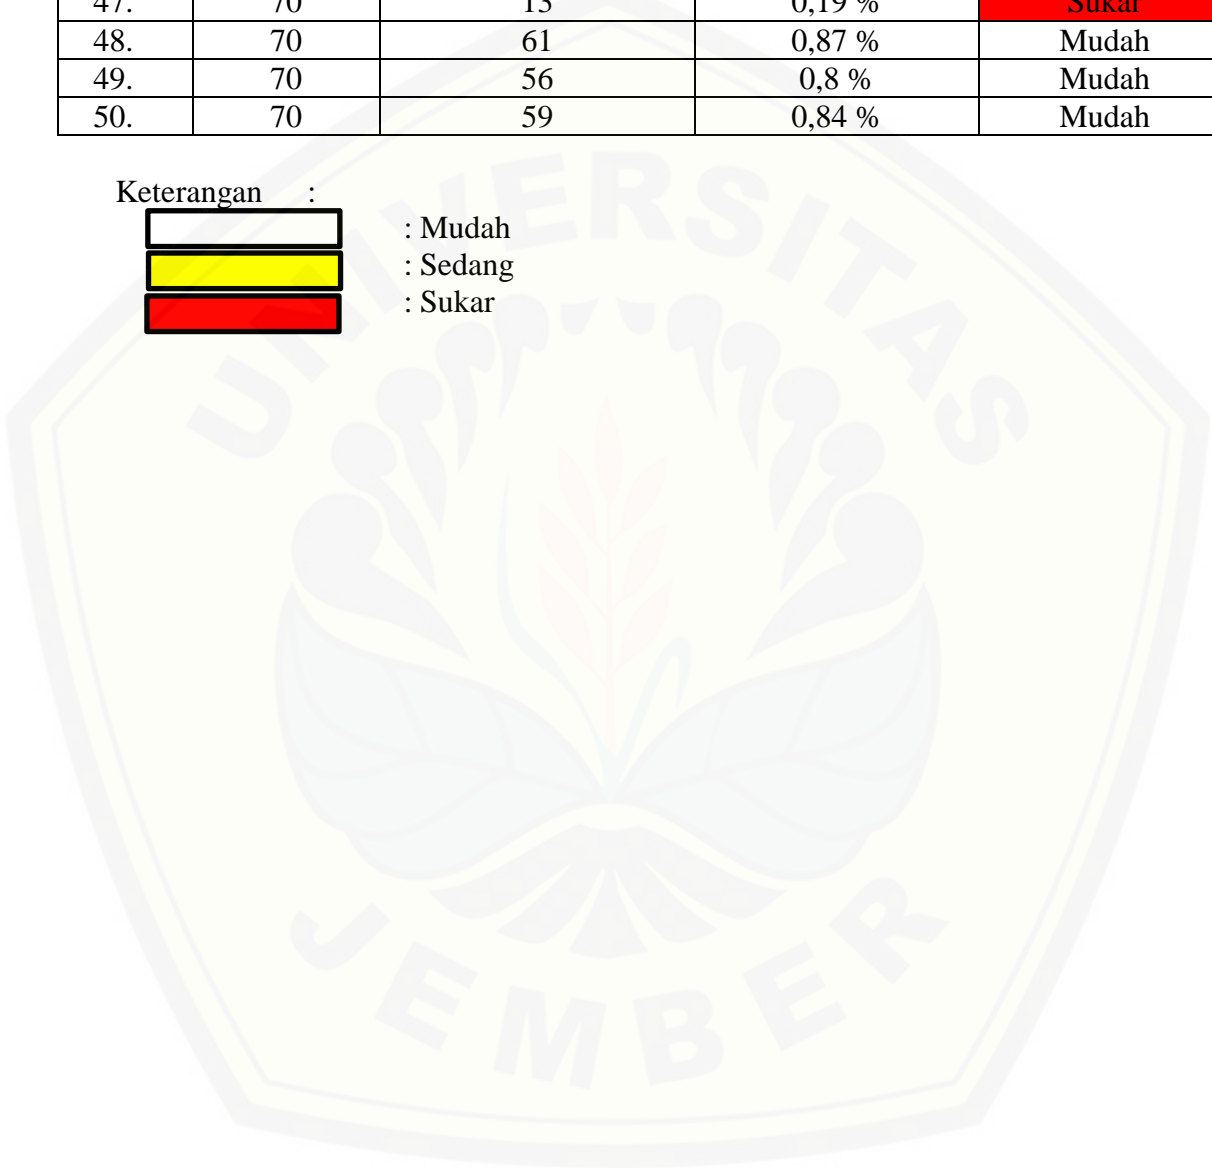 47. 70 13 0,19 % Sukar
48. 70 61 0,87 % Mudah
49. 70 56 0,8 % Mudah
50. 70 59 0,84 % Mudah
Keterangan :
: Mudah
: Sedang
: Sukar
UNIVERSITAS
JEMBER